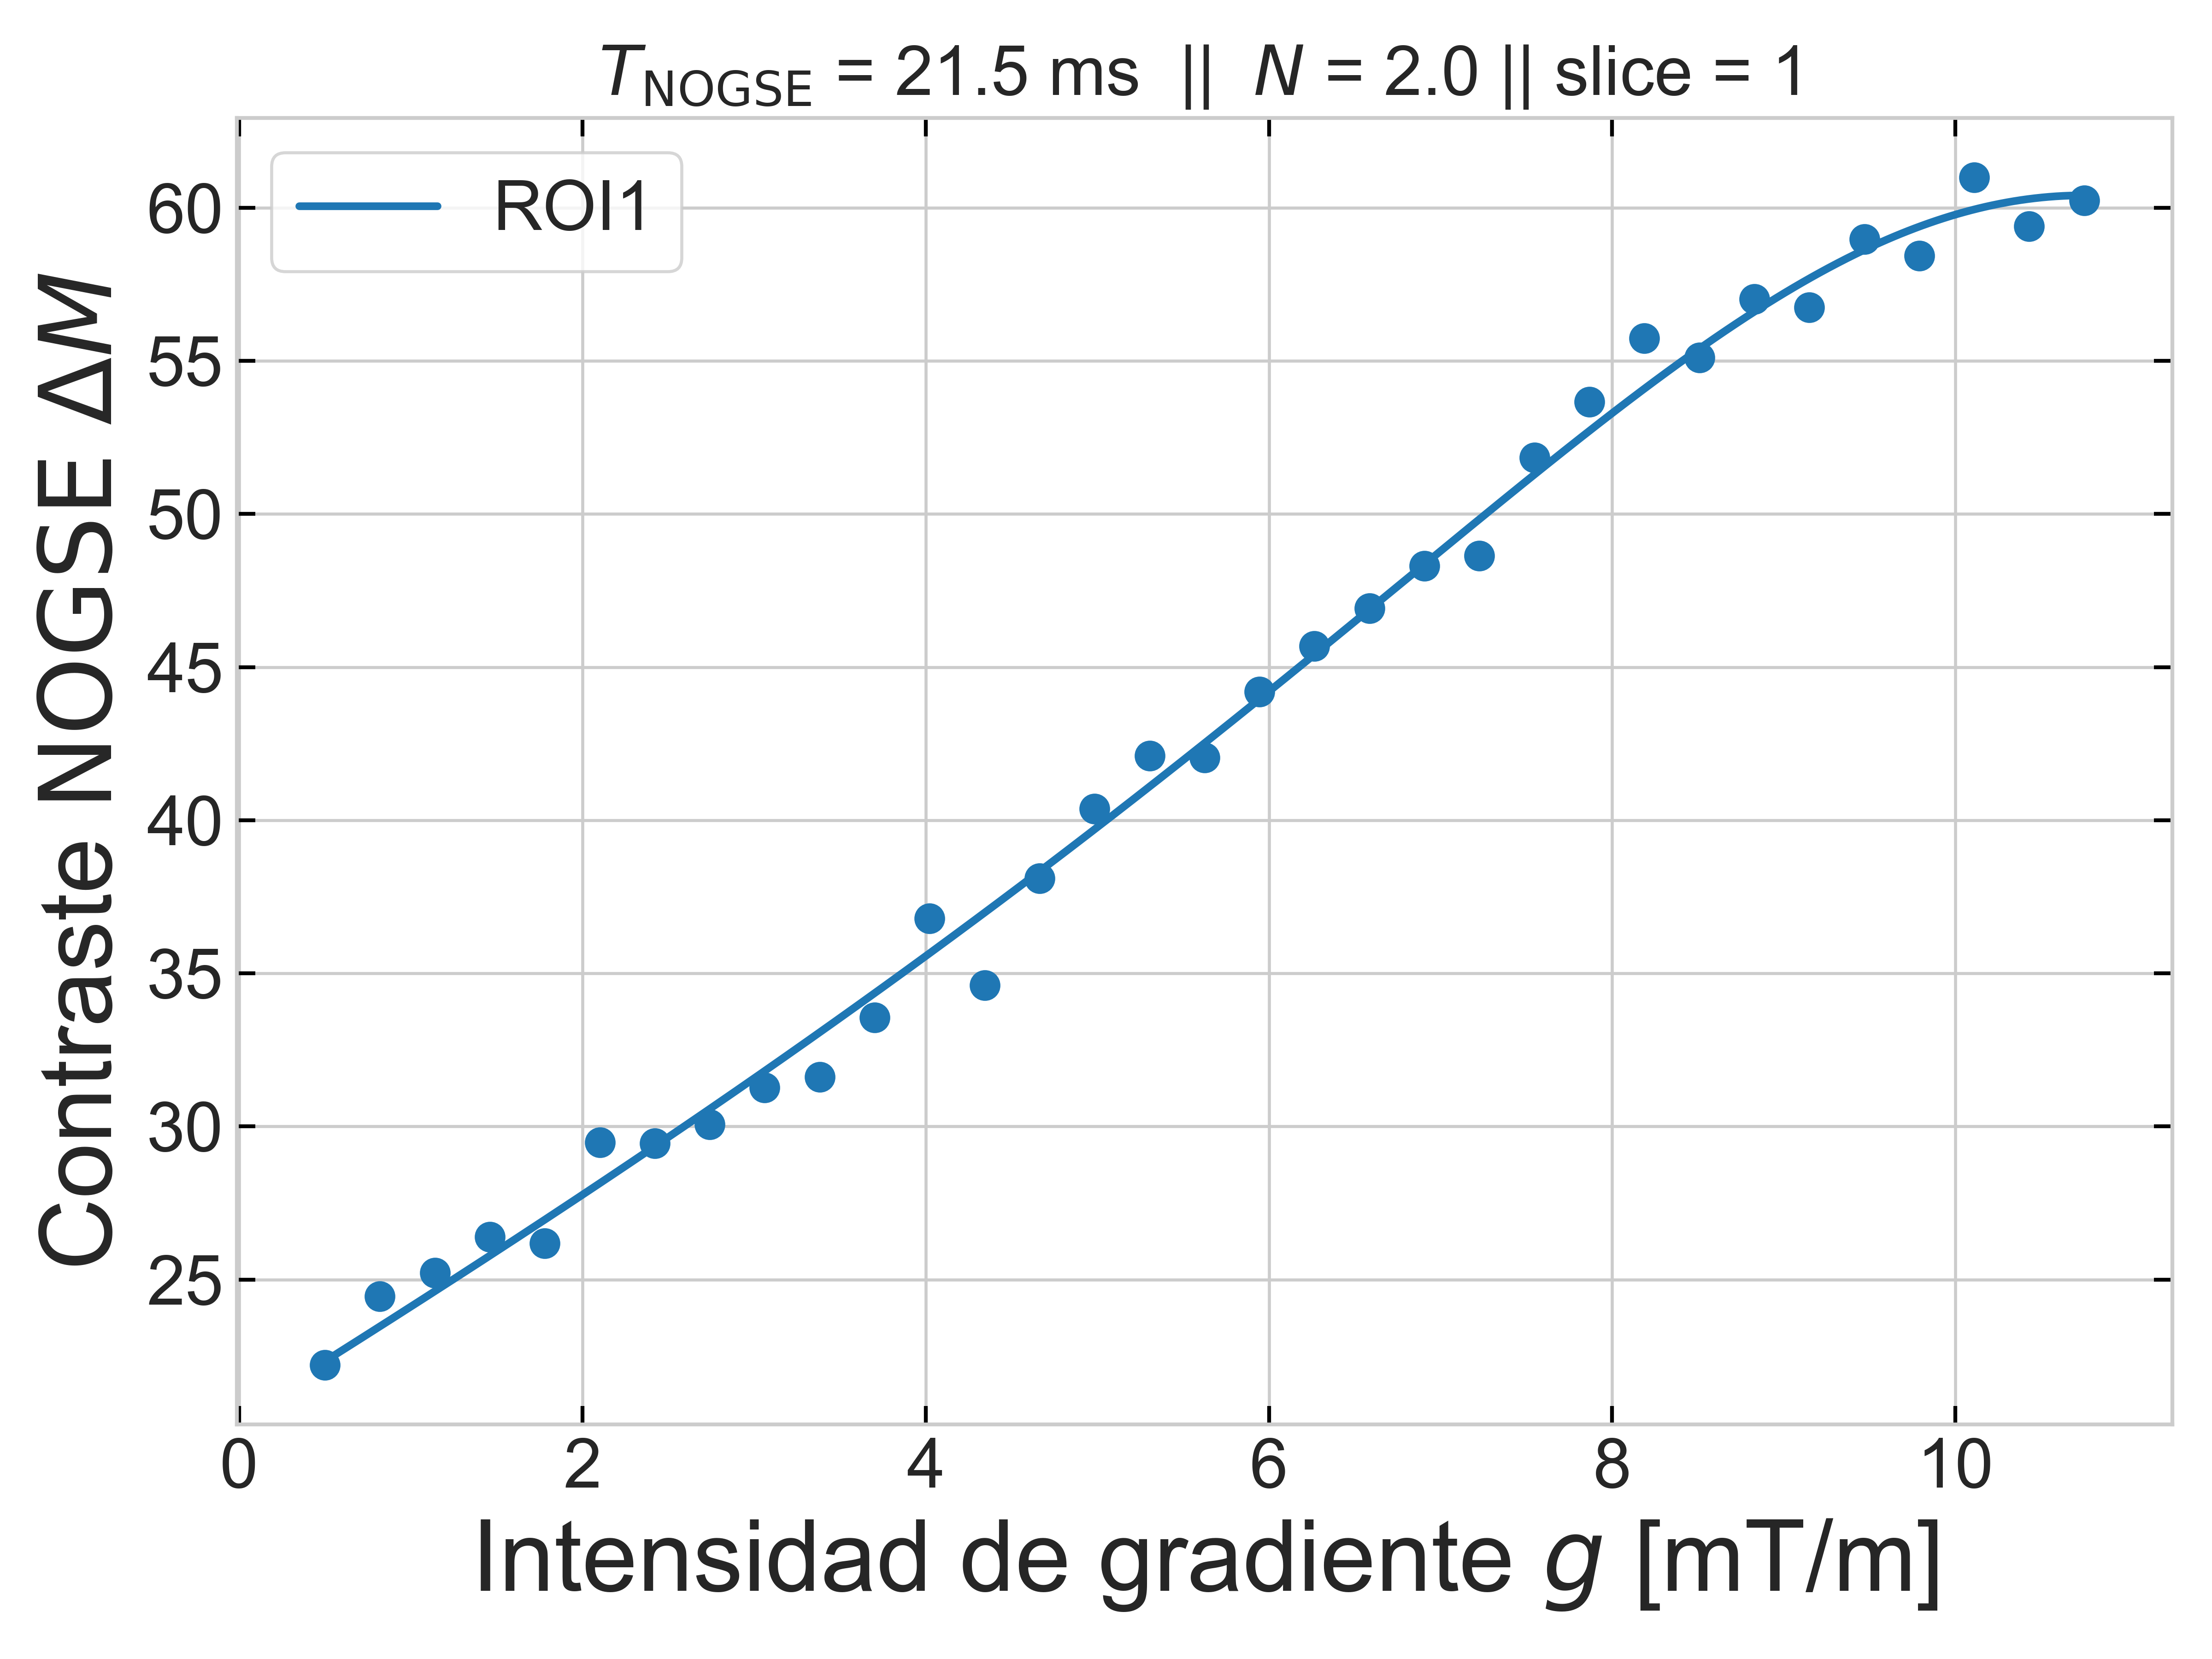 T_NOGSE = 21.5 ms || N = 2.0 || slice = 1
ROI1
Contraste NOGSE ΔM
60
55
50
45
40
35
30
25
0 2 4 6 8 10
Intensidad de gradiente g [mT/m]